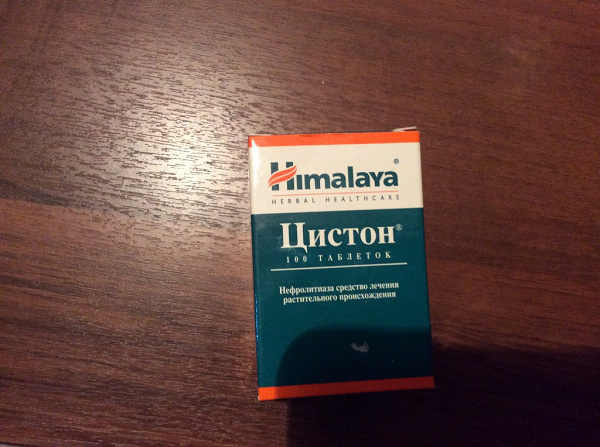 Himalaya®
HERBAL HEALTHCARE
Цистон®
100 ТАБЛЕТОК
Нефролитиаза средство лечения
растительного происхождения